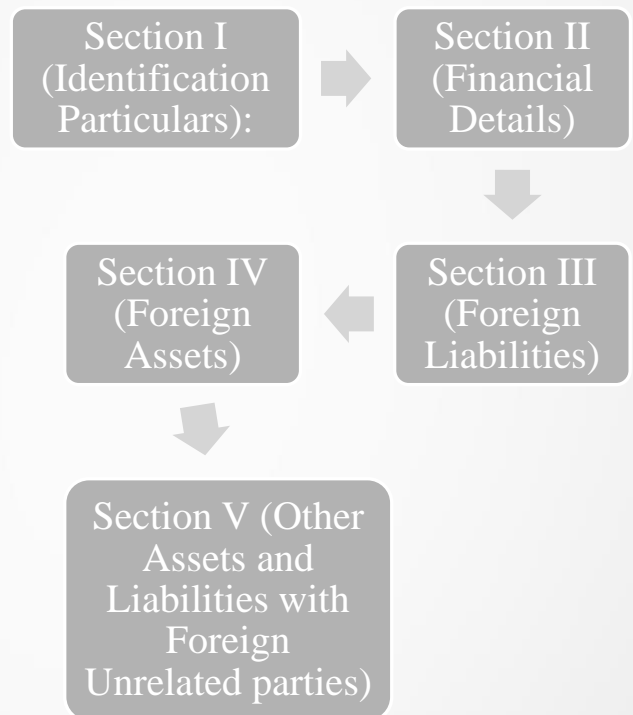 Section I
(Identification
Particulars):
Section II
(Financial
Details)
Section III
(Foreign
Liabilities)
Section IV
(Foreign
Assets)
Section V (Other
Assets and
Liabilities with
Foreign
Unrelated parties)